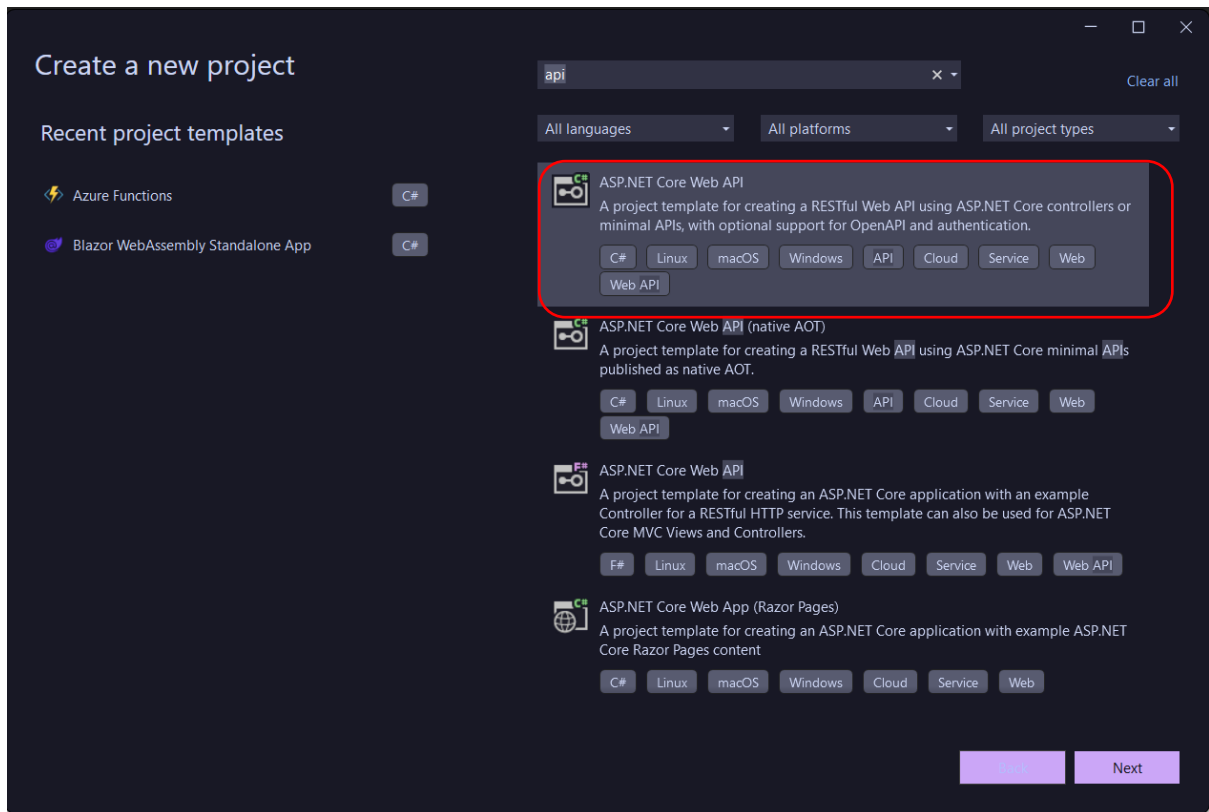 Create a new project
Recent project templates
Azure Functions
C#
Blazor WebAssembly Standalone App
C#
api
Clear all
All languages
All platforms
All project types
C#
ASP.NET Core Web API
A project template for creating a RESTful Web API using ASP.NET Core controllers or
minimal APIs, with optional support for OpenAPI and authentication.
C# Linux macOS Windows API Cloud Service Web
Web API
C#
ASP.NET Core Web API (native AOT)
A project template for creating a RESTful Web API using ASP.NET Core minimal APIs
published as native AOT.
C# Linux macOS Windows API Cloud Service Web
Web API
F#
ASP.NET Core Web API
A project template for creating an ASP.NET Core application with an example
Controller for a RESTful HTTP service. This template can also be used for ASP.NET
Core MVC Views and Controllers.
F# Linux macOS Windows Cloud Service Web Web API
C#
ASP.NET Core Web App (Razor Pages)
A project template for creating an ASP.NET Core application with example ASP.NET
Core Razor Pages content
C# Linux macOS Windows Cloud Service Web
Back
Next